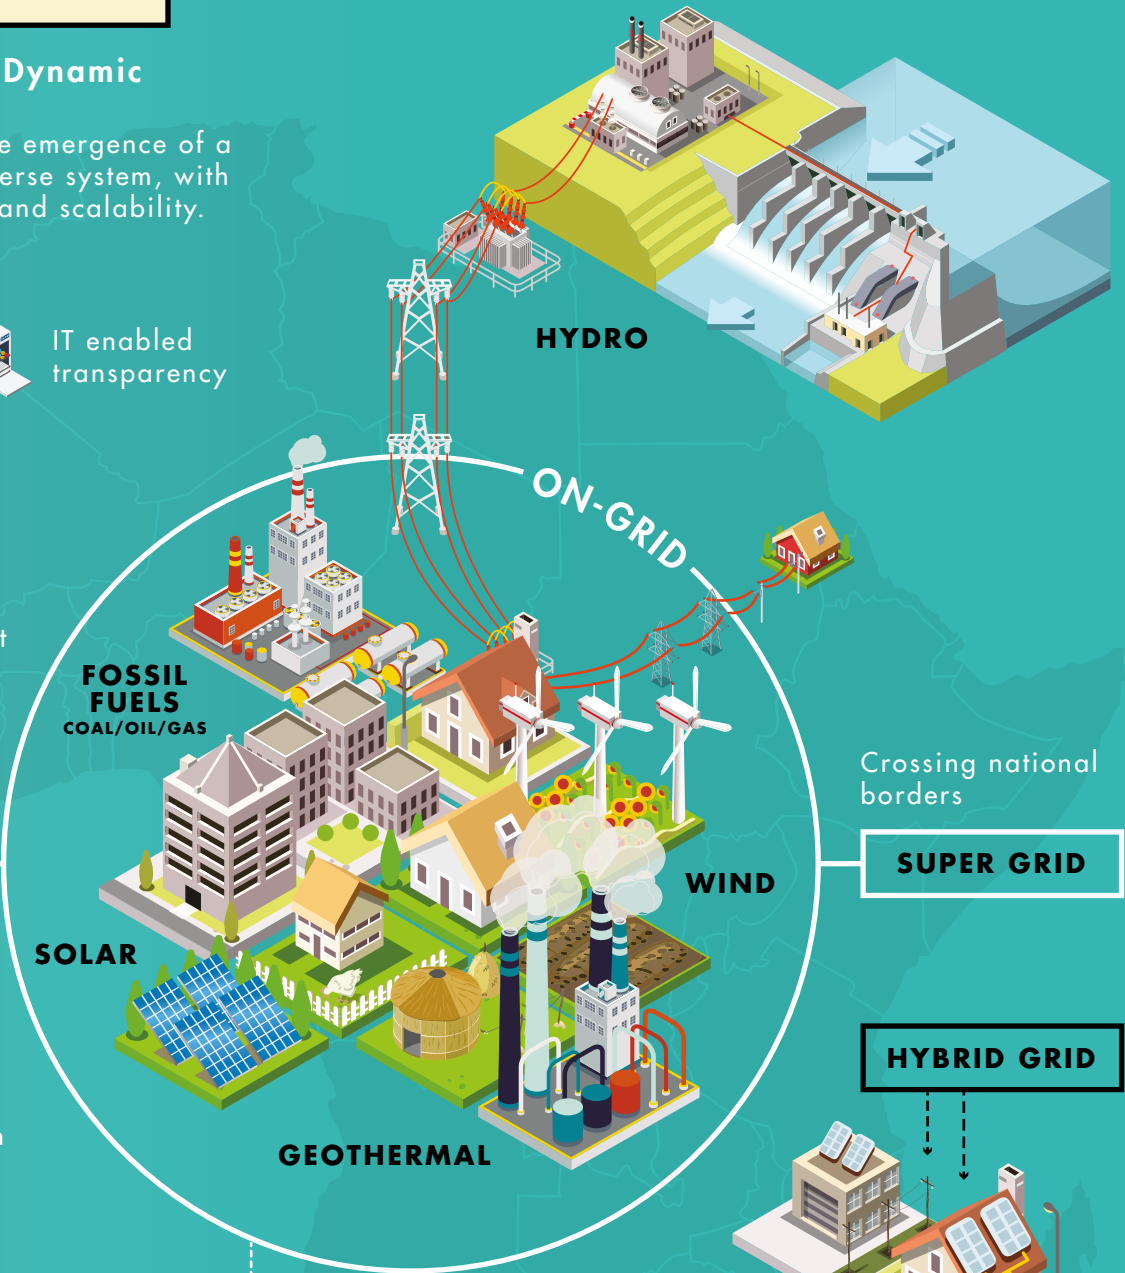 Dynamic
e emergence of a
erse system, with
and scalability.
IT enabled
transparency
HYDRO
ON-GRID
t
FOSSIL
FUELS
COAL/OIL/GAS
Crossing national
borders
SUPER GRID
WIND
SOLAR
HYBRID GRID
GEOTHERMAL